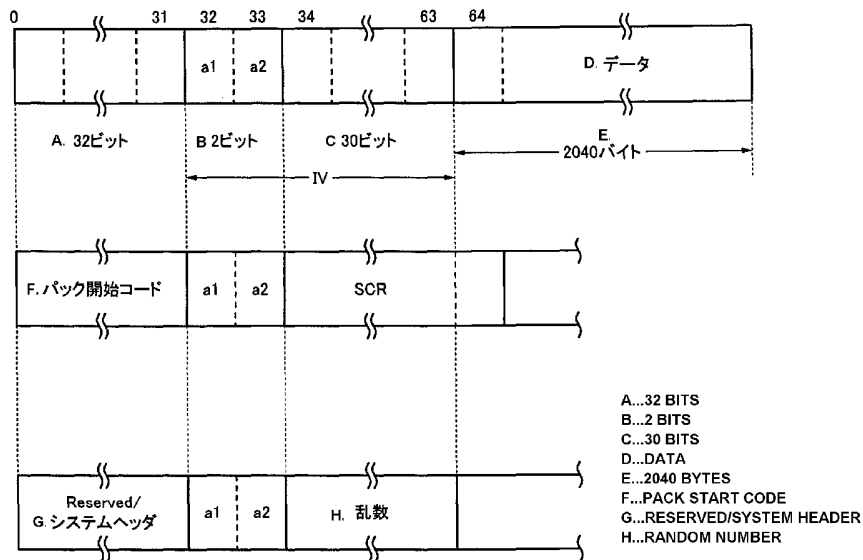 0 31 32 33 34 63 64
a1 a2 D. データ
A. 32ビット B 2ビット C 30ビット E.
2040バイト
IV
F. パック開始コード a1 a2 SCR
Reserved/
G. システムヘッダ a1 a2 H. 乱数
A...32 BITS
B...2 BITS
C...30 BITS
D...DATA
E...2040 BYTES
F...PACK START CODE
G...RESERVED/SYSTEM HEADER
H...RANDOM NUMBER